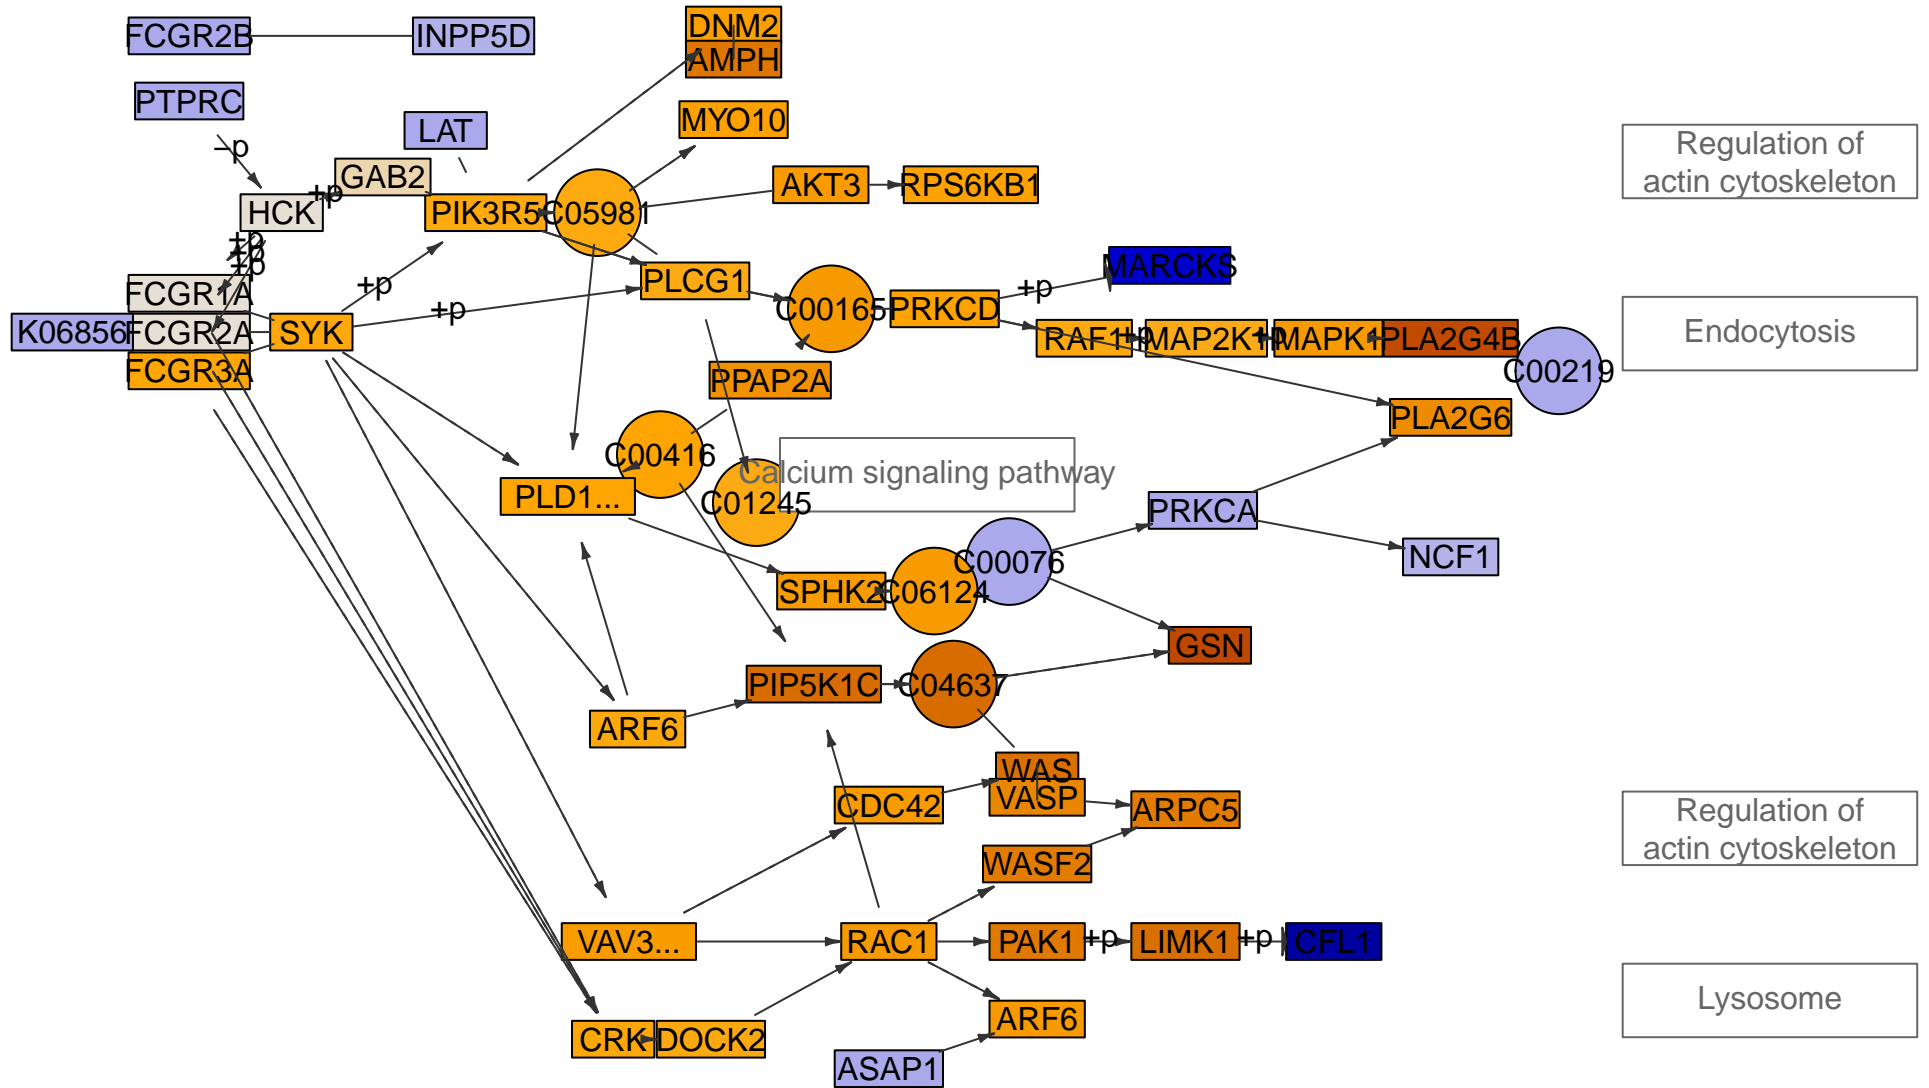 DNM2
FCGR2B
INPP5D
AMPH
PTPRC
MYO10
LAT
Regulation of
actin cytoskeleton
−p
GAB2
+p
AKT3
RPS6KB1
HCK
PIK3R5
C05981
+p
+p
+p
MARCKS
PLCG1
FCGR1A
+p
+p
C00165
PRKCD
+p
K06856
FCGR2A
SYK
Endocytosis
RAF1
+p
MAP2K1
+p
MAPK1
PLA2G4B
FCGR3A
PPAP2A
C00219
PLA2G6
C00416
Calcium signaling pathway
PLD1...
C01245
PRKCA
C00076
NCF1
SPHK2
C06124
GSN
PIP5K1C
C04637
ARF6
WAS
CDC42
VASP
ARPC5
Regulation of
actin cytoskeleton
WASF2
VAV3...
RAC1
PAK1
+p
LIMK1
+p
CFL1
Lysosome
ARF6
CRK
DOCK2
ASAP1